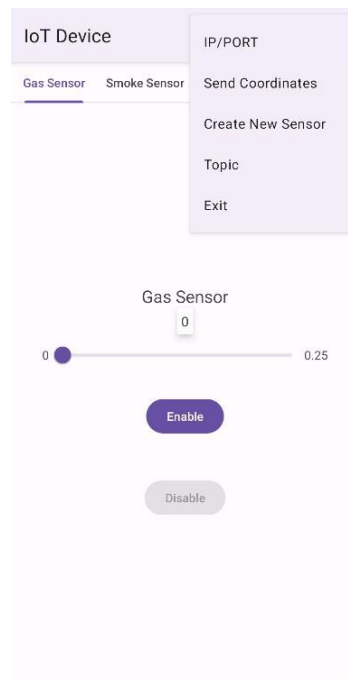 IoT Device
IP/PORT
Send Coordinates
Create New Sensor
Topic
Exit
Gas Sensor
Smoke Sensor
Gas Sensor
0
0
0.25
Enable
Disable